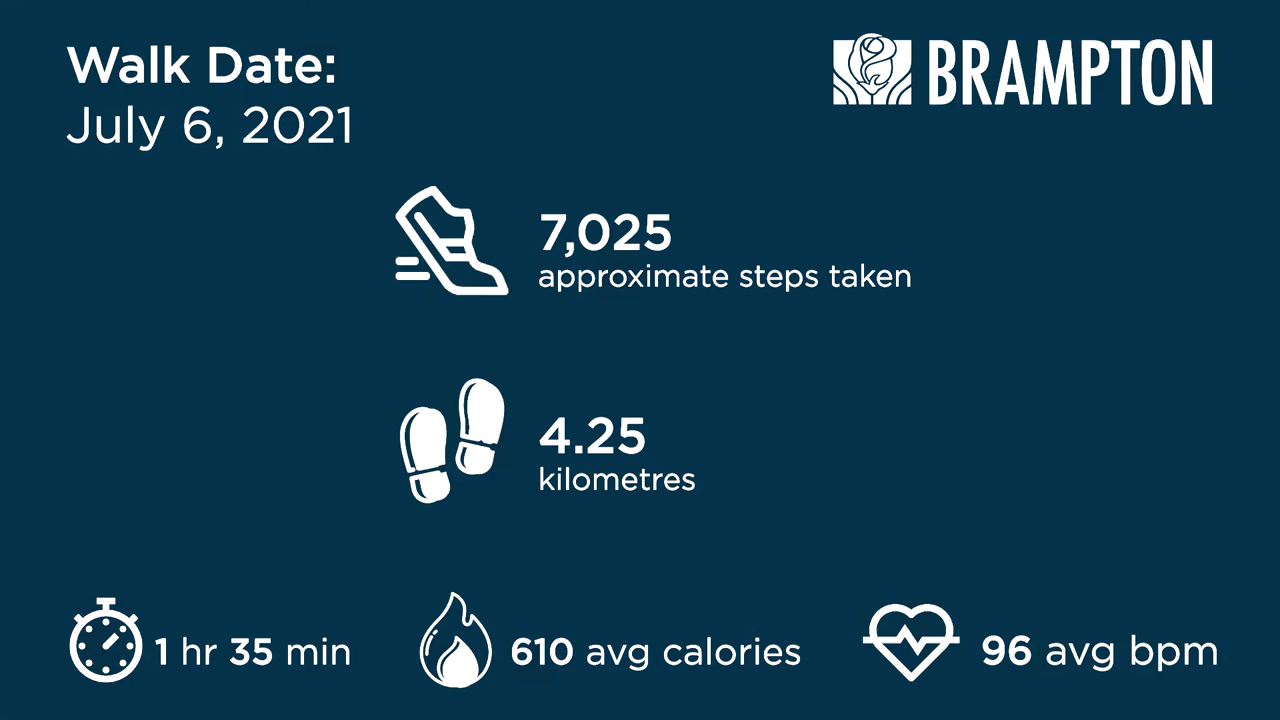 Walk Date:
July 6, 2021
BRAMPTON
7,025
approximate steps taken
4.25
kilometres
1 hr 35 min
610 avg calories
96 avg bpm